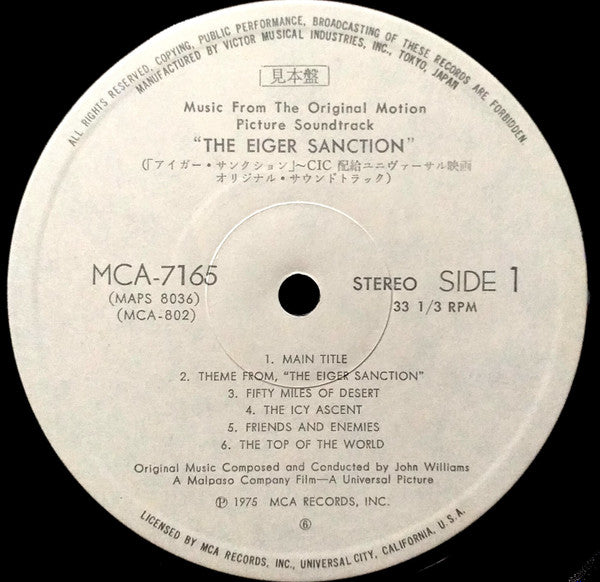 ALL RIGHTS RESERVED, COPYING, PUBLIC PERFORMANCE, BROADCASTING OF THESE RECORDS ARE FORBIDDEN
MANUFACTURED BY VICTOR MUSICAL INDUSTRIES, INC., TOKYO, JAPAN
見本盤
Music From The Original Motion
Picture Soundtrack
"THE EIGER SANCTION"
(「アイガー・サンクション」~CIC 配給ユニヴァーサル映画
オリジナル・サウンドトラック)
MCA-7165
(MAPS 8036)
(MCA-802)
STEREO SIDE 1
33 1/3 RPM
1. MAIN TITLE
2. THEME FROM, "THE EIGER SANCTION"
3. FIFTY MILES OF DESERT
4. THE ICY ASCENT
5. FRIENDS AND ENEMIES
6. THE TOP OF THE WORLD
Original Music Composed and Conducted by John Williams
A Malpaso Company Film—A Universal Picture
Ⓟ 1975 MCA RECORDS, INC.
⑥
LICENSED BY MCA RECORDS, INC., UNIVERSAL CITY, CALIFORNIA, U.S.A.